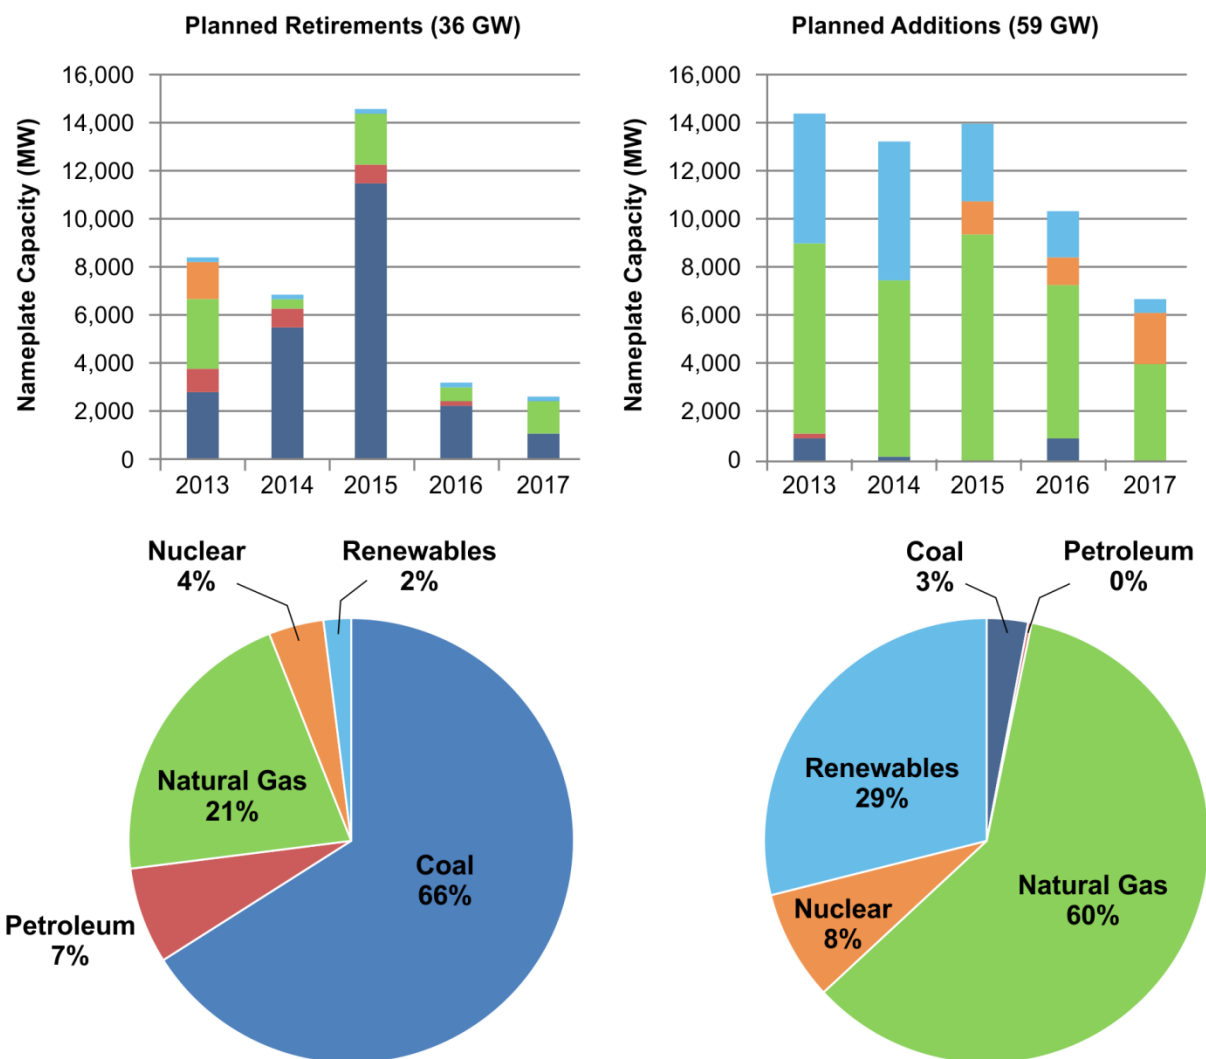 Planned Retirements (36 GW)
Nameplate Capacity (MW)
16,000
14,000
12,000
10,000
8,000
6,000
4,000
2,000
0
2013 2014 2015 2016 2017
Planned Additions (59 GW)
Nameplate Capacity (MW)
16,000
14,000
12,000
10,000
8,000
6,000
4,000
2,000
0
2013 2014 2015 2016 2017
Nuclear
4%
Renewables
2%
Natural Gas
21%
Coal
66%
Petroleum
7%
Coal
3%
Petroleum
0%
Renewables
29%
Natural Gas
60%
Nuclear
8%